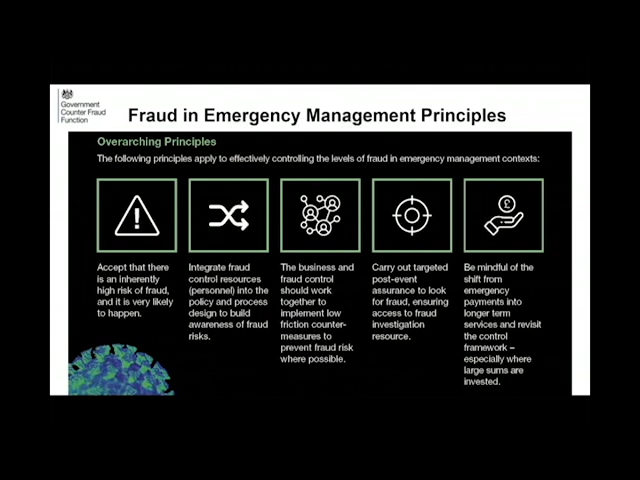 Government
Counter Fraud
Function
Fraud in Emergency Management Principles
Overarching Principles
The following principles apply to effectively controlling the levels of fraud in emergency management contexts:
Accept that there
is an inherently
high risk of fraud,
and it is very likely
to happen.
Integrate fraud
control resources
(personnel) into the
policy and process
design to build
awareness of fraud
risks.
The business and
fraud control
should work
together to
implement low
friction counter-
measures to
prevent fraud risk
where possible.
Carry out targeted
post-event
assurance to look
for fraud, ensuring
access to fraud
investigation
resource.
£
Be mindful of the
shift from
emergency
payments into
longer term
services and revisit
the control
framework –
especially where
large sums are
invested.